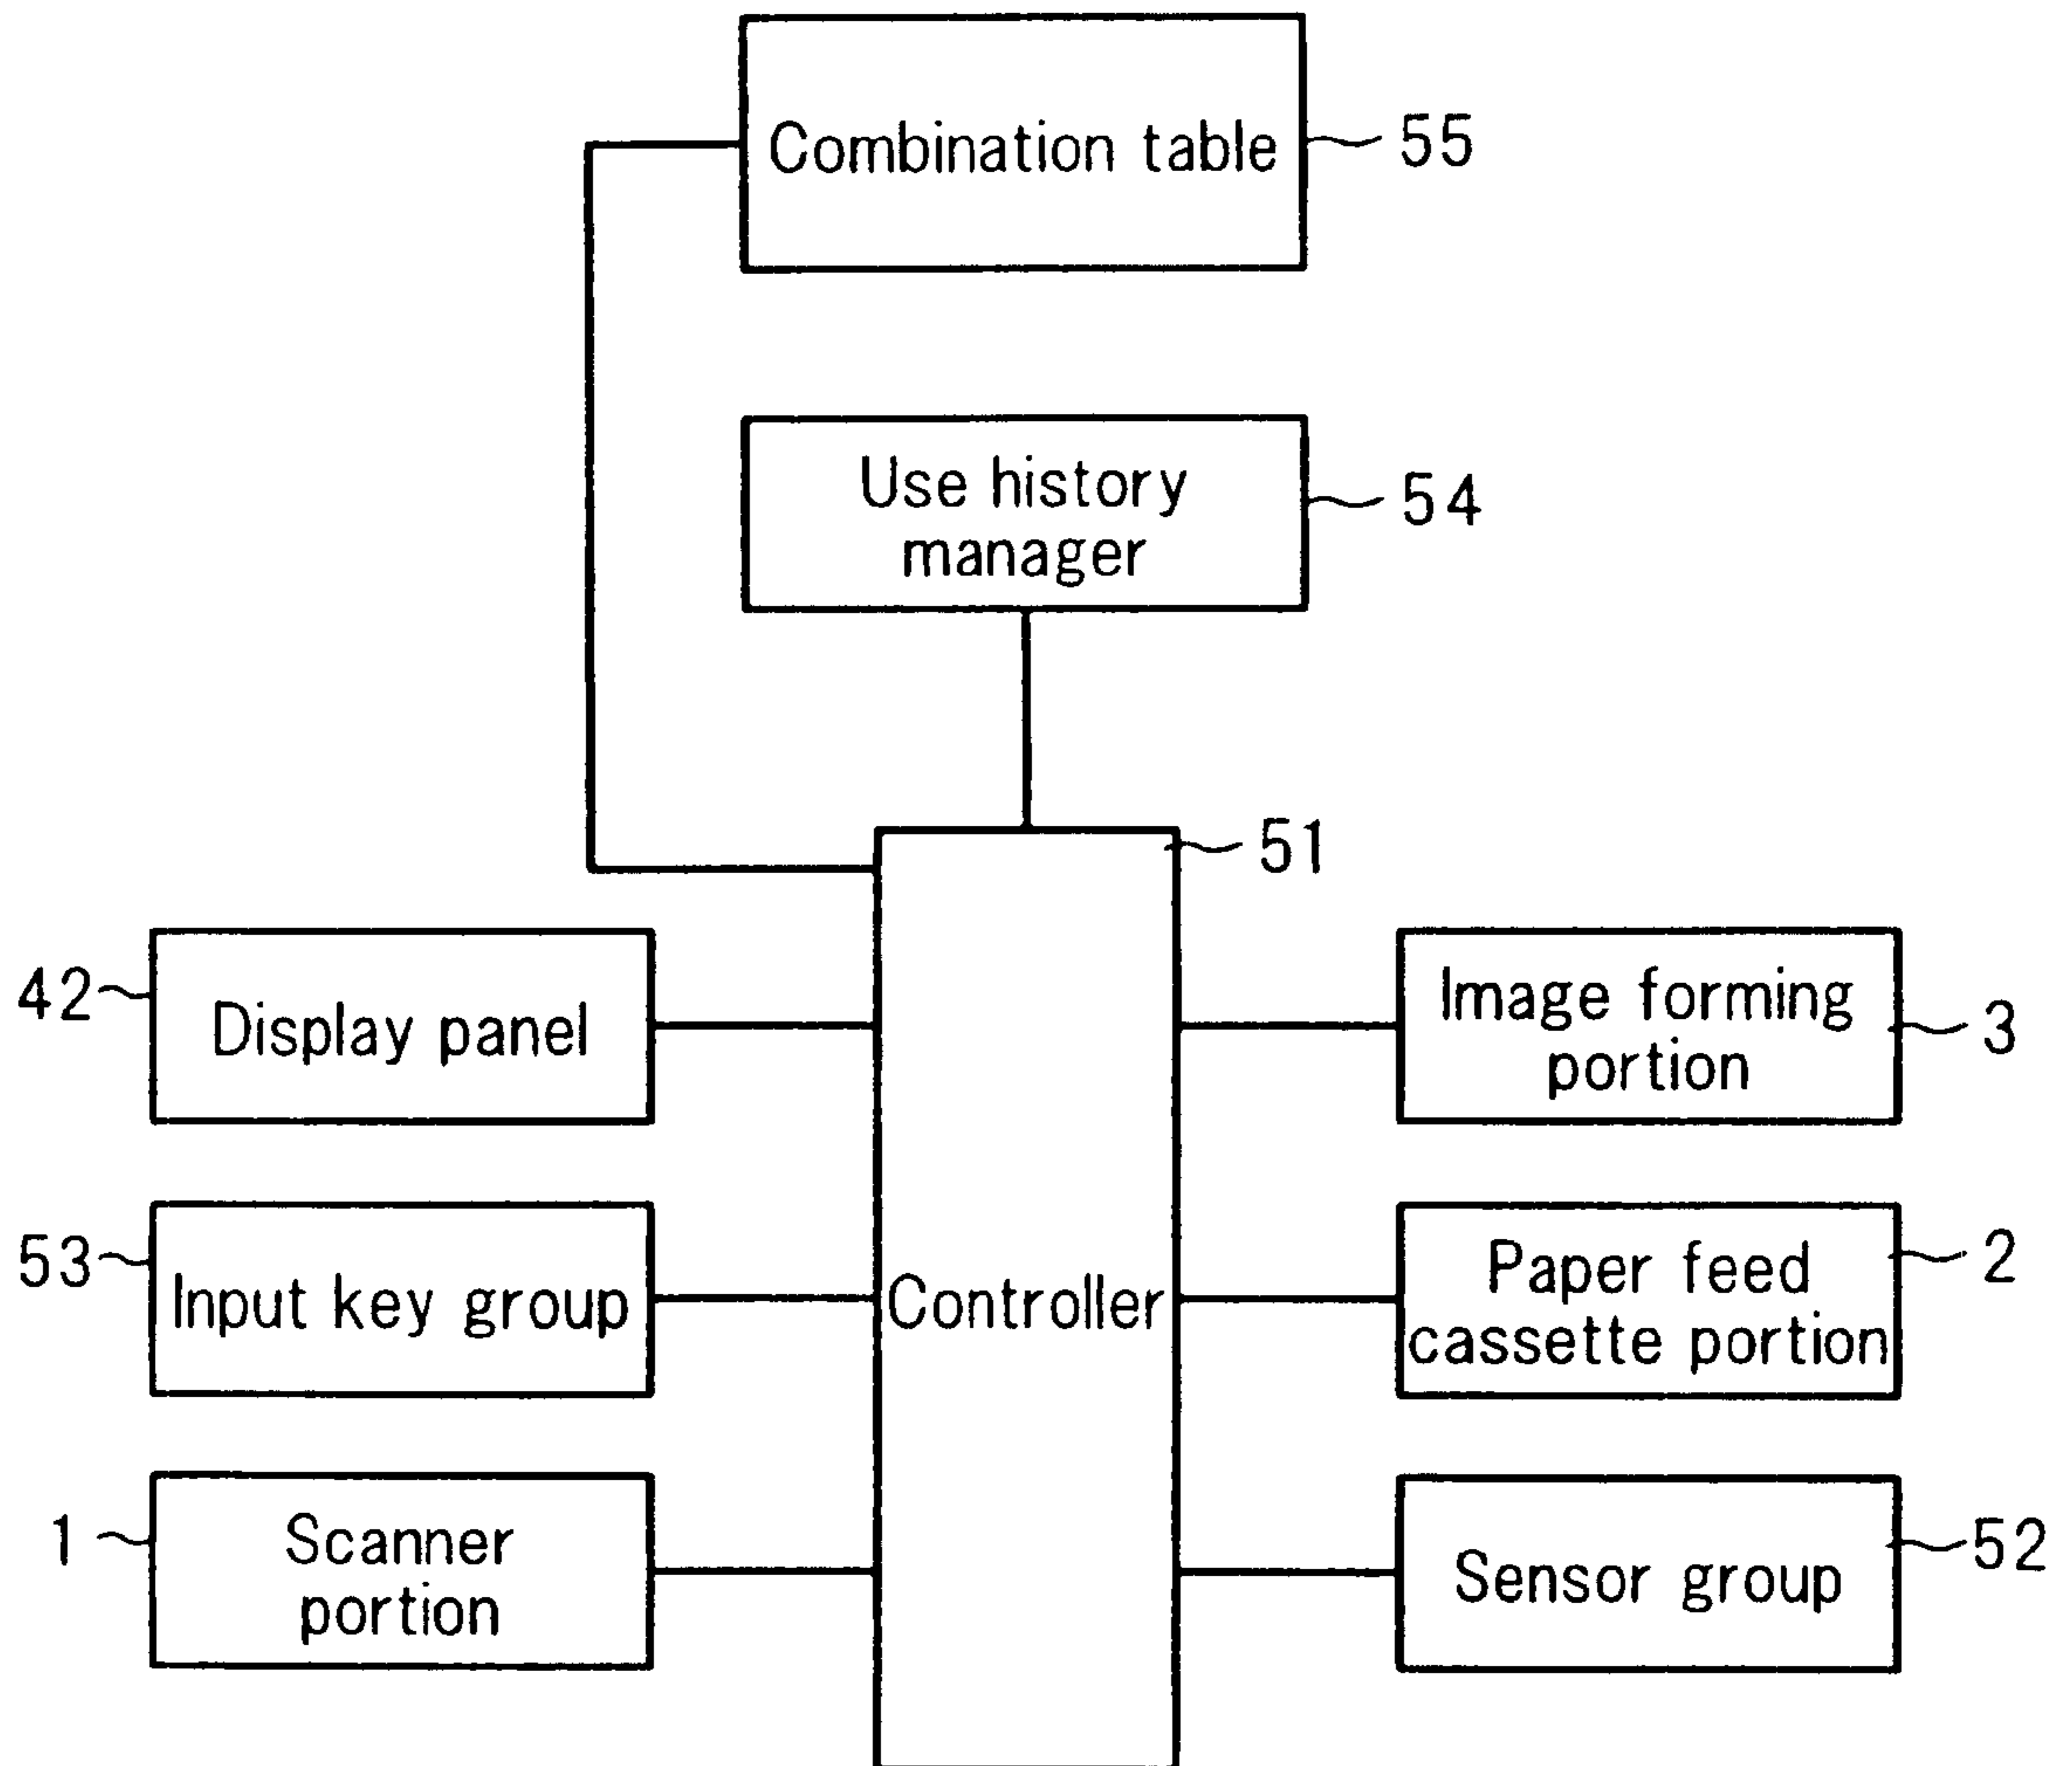 Combination table
55
Use history
manager
54
51
42
Display panel
Image forming
portion
3
53
Input key group
Controller
Paper feed
cassette portion
2
1
Scanner
portion
Sensor group
52